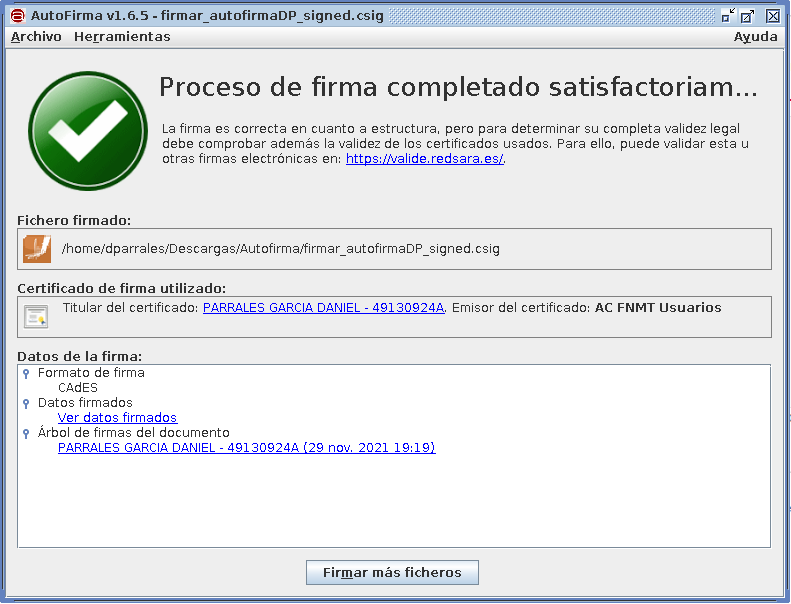 AutoFirma v1.6.5 - firmar_autofirmaDP_signed.csig
Archivo Herramientas Ayuda
Proceso de firma completado satisfactoriam...
La firma es correcta en cuanto a estructura, pero para determinar su completa validez legal
debe comprobar además la validez de los certificados usados. Para ello, puede validar esta u
otras firmas electrónicas en: https://valide.redsara.es/.
Fichero firmado:
/home/dparrales/Descargas/Autofirma/firmar_autofirmaDP_signed.csig
Certificado de firma utilizado:
Titular del certificado: PARRALES GARCIA DANIEL - 49130924A. Emisor del certificado: AC FNMT Usuarios
Datos de la firma:
Formato de firma
CAdES
Datos firmados
Ver datos firmados
Árbol de firmas del documento
PARRALES GARCIA DANIEL - 49130924A (29 nov. 2021 19:19)
Firmar más ficheros